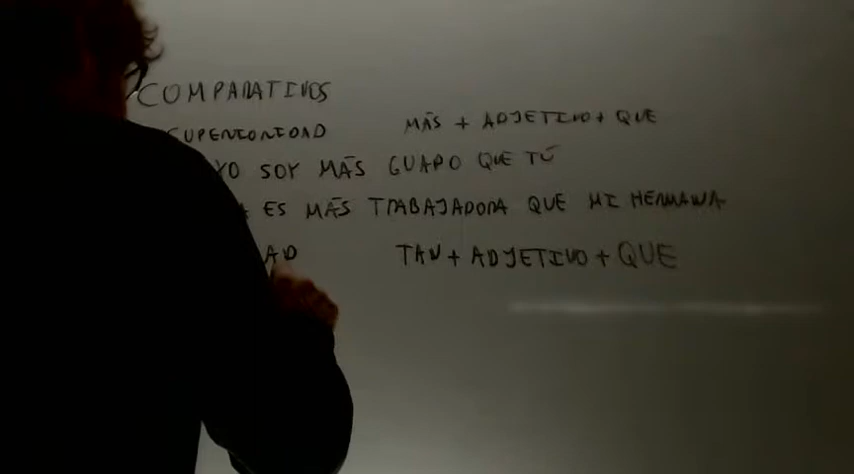 COMPARATIVOS
SUPERIORIDAD MÁS + ADJETIVO + QUE
YO SOY MÁS GUAPO QUE TÚ
ES MÁS TRABAJADORA QUE MI HERMANA
AD TAN + ADJETIVO + QUE